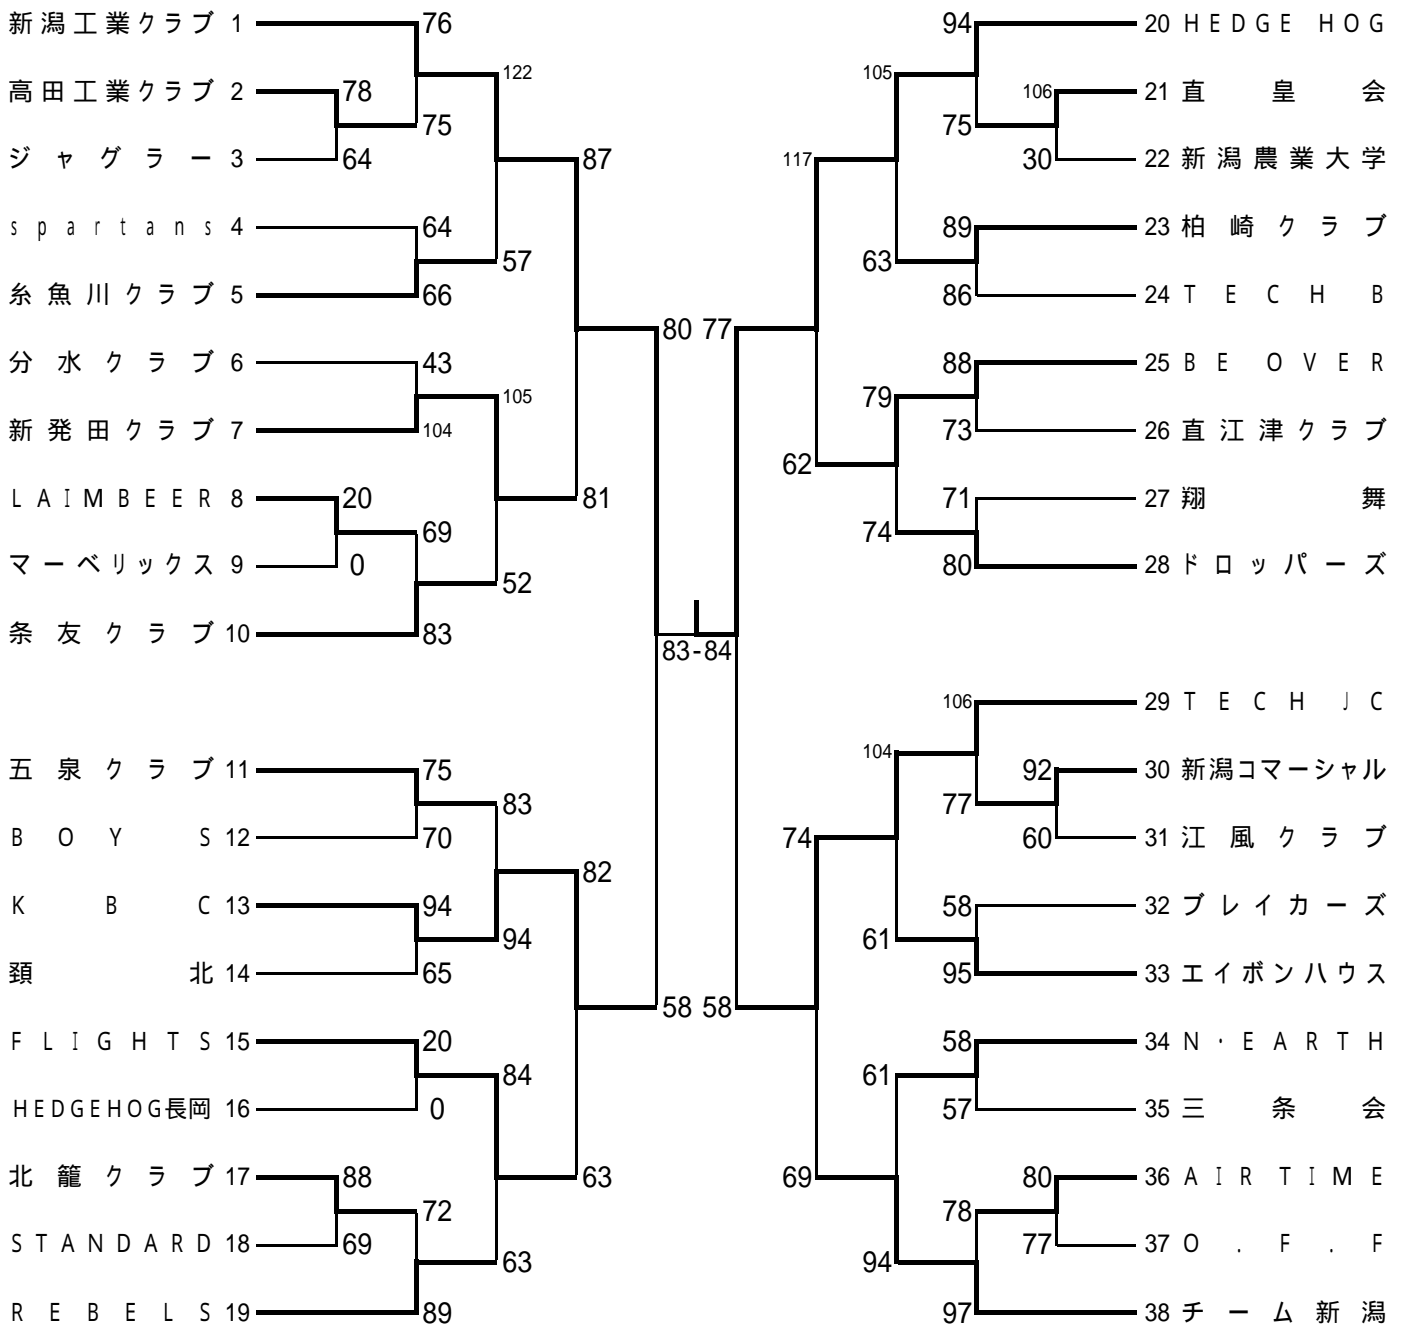 新潟工業クラブ 1 76 94 20 HEDGE HOG
122 105
高田工業クラブ 2 78 106 21 直皇会
75 75
ジャグラー 3 64 87 117 30 22 新潟農業大学
spartans 4 64 89 23 柏崎クラブ
57 63
糸魚川クラブ 5 66 86 24 TECH B
80 77
分水クラブ 6 43 88 25 BE OVER
105 79
新発田クラブ 7 104 73 26 直江津クラブ
62
LAIMBEER 8 20 81 71 27 翔舞
69 74
マーベリックス 9 0 80 28 ドロッパーズ
52
条友クラブ 10 83
83-84
106 29 TECH JC
104
五泉クラブ 11 75 92 30 新潟コマーシャル
83 77
BOYS 12 70 74 60 31 江風クラブ
82
KBC 13 94 58 32 ブレイカーズ
94 61
頚北 14 65 95 33 エイボンハウス
58 58
FLIGHTS 15 20 58 34 N・EARTH
84 61
HEDGEHOG長岡 16 0 57 35 三条会
北籠クラブ 17 88 63 69 80 36 AIR TIME
72 78
STANDARD 18 69 77 37 O.F.F
63 94
REBELS 19 89 97 38 チーム新潟